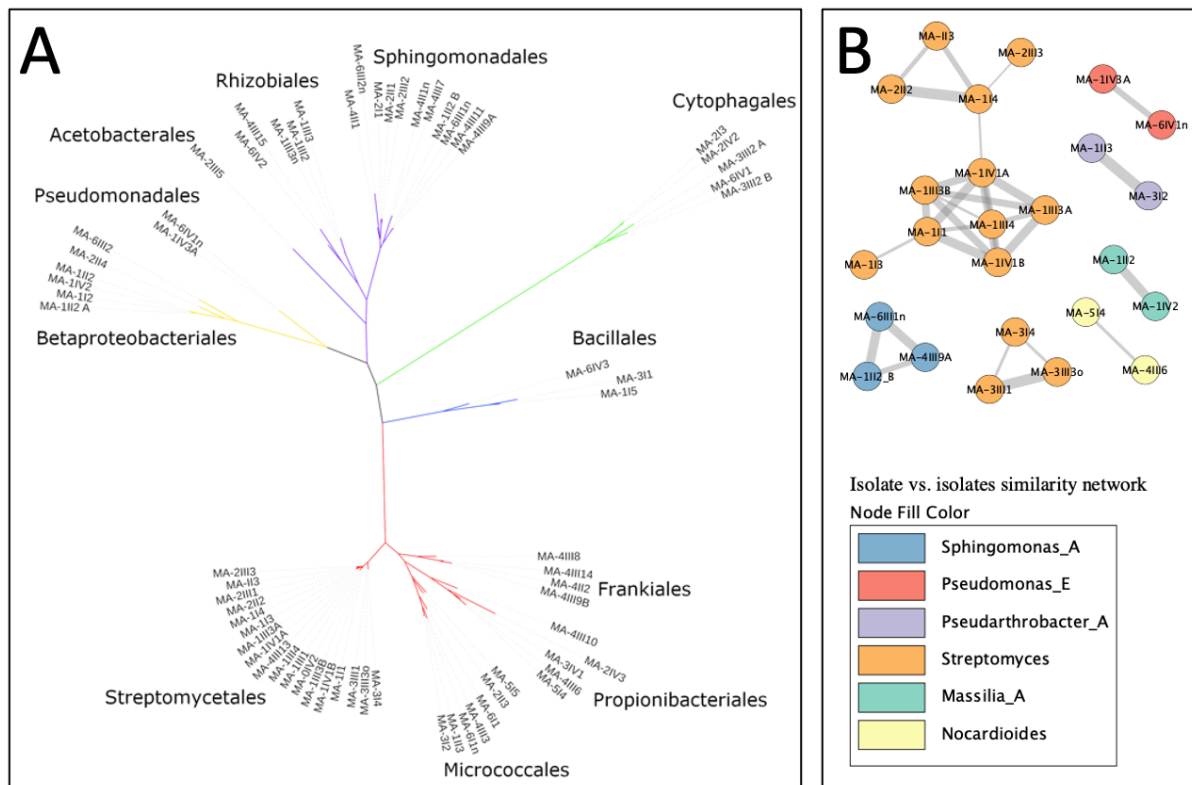 A
Sphingomonadales
Rhizobiales
Acetobacterales
Pseudomonadales
Betaproteobacteriales
Cytophagales
Bacillales
Frankiales
Propionibacteriales
Micrococcales
Streptomycetales
MA-6III2
MA-2II4
MA-1II2
MA-1IV2
MA-1I2
MA-1II2 A
MA-6IV1n
MA-1IV3A
MA-2III5
MA-4III15
MA-6IV2
MA-1III3n
MA-1III2
MA-1III3
MA-4II1
MA-6III2n
MA-2I1
MA-2II1
MA-2III2
MA-4II1n
MA-4III7
MA-1II2 B
MA-6III1n
MA-4III11
MA-4III9A
MA-2I3
MA-2IV2
MA-3III2 A
MA-6IV1
MA-3III2 B
MA-6IV3
MA-3I1
MA-1I5
MA-4III8
MA-4III14
MA-4II2
MA-4III9B
MA-4III10
MA-2IV3
MA-3IV1
MA-4III6
MA-5I4
MA-5I5
MA-2II3
MA-6I1
MA-4III3
MA-6I1n
MA-1II3
MA-3I2
MA-3I4
MA-3III3o
MA-3III1
MA-1I1
MA-1IV1B
MA-1III3B
MA-0IV2
MA-1III1
MA-1III4
MA-4III13
MA-1IV1A
MA-1III3A
MA-1I3
MA-1I4
MA-2II2
MA-2III1
MA-II3
MA-2III3
B
MA-II3
MA-2III3
MA-2II2
MA-1I4
MA-1IV3A
MA-6IV1n
MA-1II3
MA-3I2
MA-1IV1A
MA-1III3B
MA-1III3A
MA-1III4
MA-1I1
MA-1I3
MA-1IV1B
MA-1II2
MA-1IV2
MA-6III1n
MA-4III9A
MA-1II2_B
MA-3I4
MA-3III3o
MA-3III1
MA-5I4
MA-4III6
Isolate vs. isolates similarity network
Node Fill Color
Sphingomonas_A
Pseudomonas_E
Pseudarthrobacter_A
Streptomyces
Massilia_A
Nocardioides